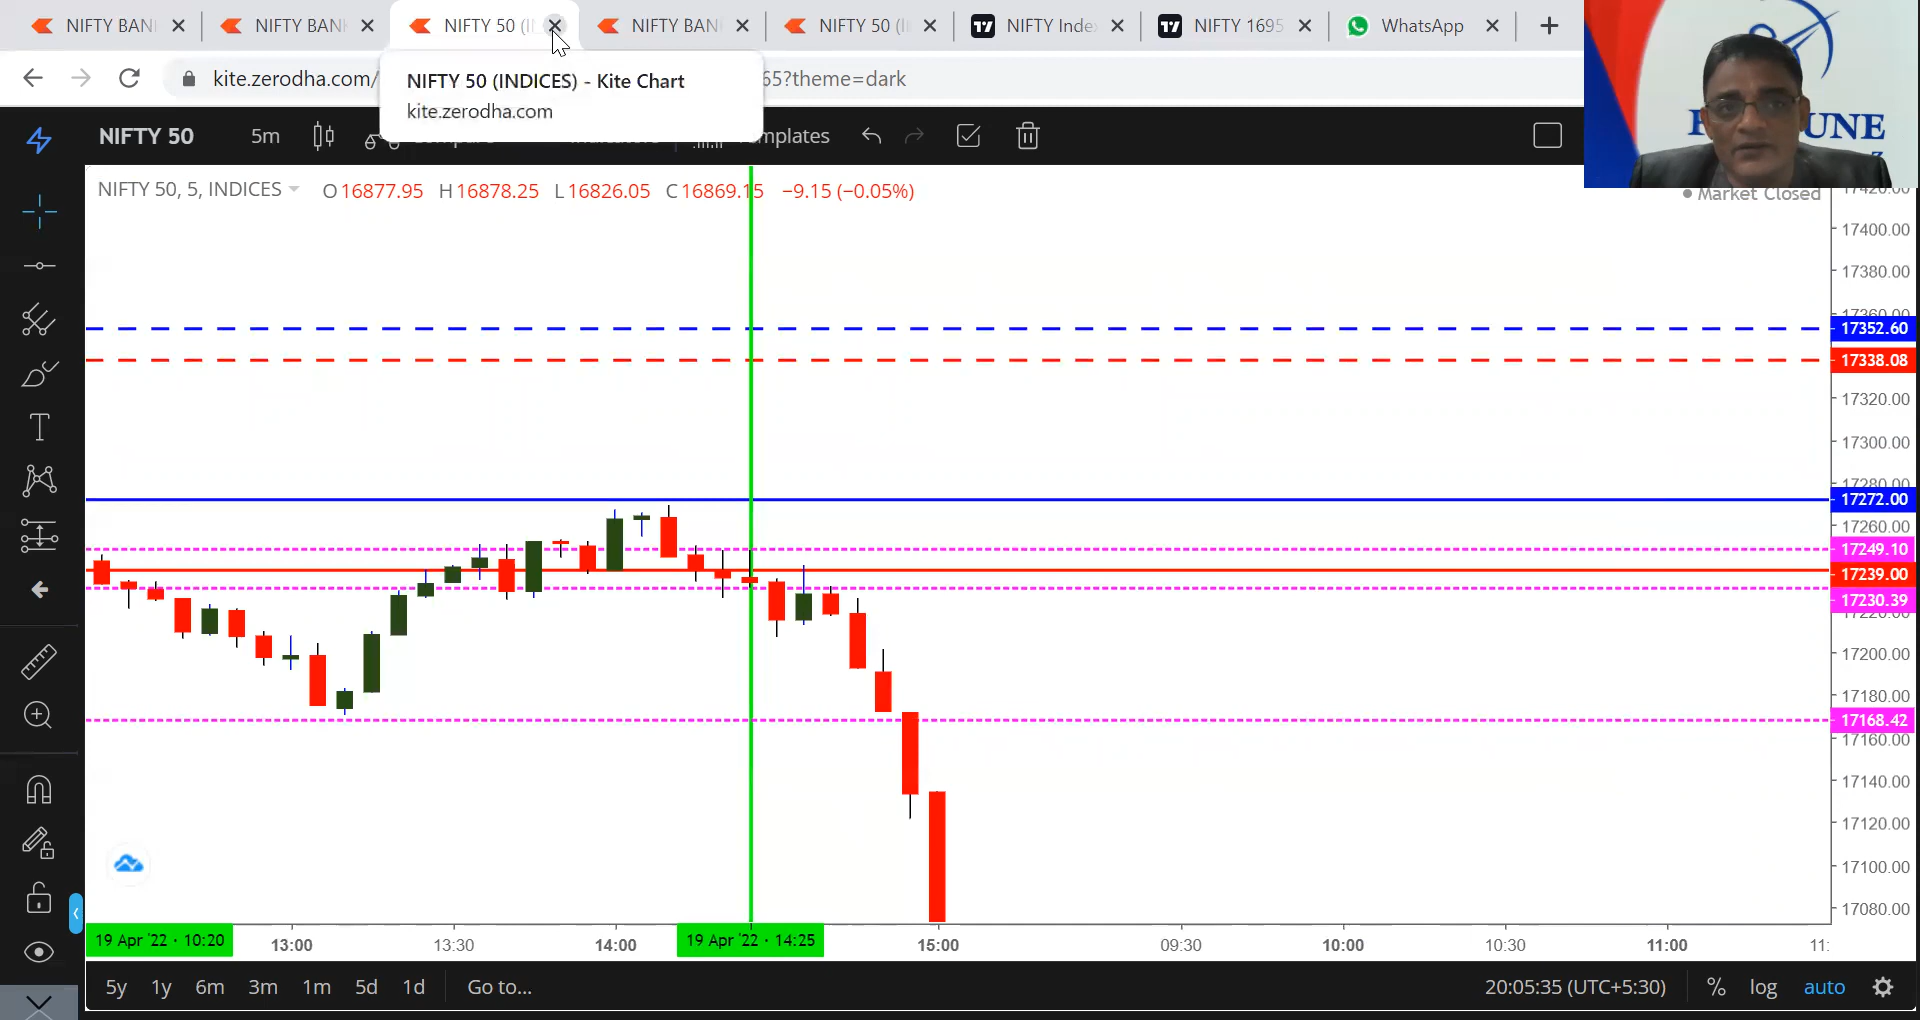 NIFTY BAN
NIFTY BAN
NIFTY 50 (I
NIFTY BAN
NIFTY 50 (I
NIFTY Inde
NIFTY 1695
WhatsApp
kite.zerodha.com/
65?theme=dark
NIFTY 50 (INDICES) - Kite Chart
kite.zerodha.com
NIFTY 50
5m
mplates
NIFTY 50, 5, INDICES
O 16877.95 H 16878.25 L 16826.05 C 16869.15 −9.15 (−0.05%)
Market Closed
UNE
17400.00
17380.00
17352.60
17338.08
17320.00
17300.00
17280.00
17272.00
17260.00
17249.10
17239.00
17230.39
17220.00
17200.00
17180.00
17168.42
17160.00
17140.00
17120.00
17100.00
17080.00
19 Apr '22 · 10:20
13:00
13:30
14:00
19 Apr '22 · 14:25
15:00
09:30
10:00
10:30
11:00
11:
5y 1y 6m 3m 1m 5d 1d Go to...
20:05:35 (UTC+5:30) % log auto